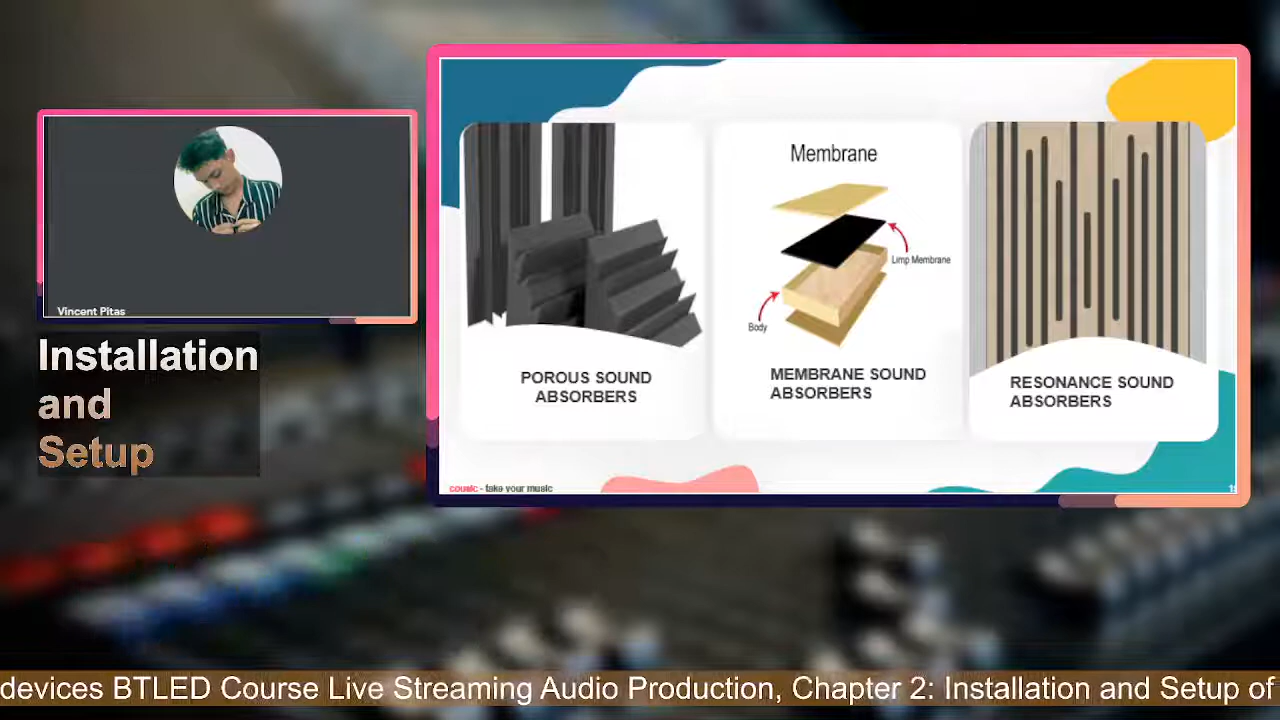 Vincent Pitas
Installation
and
Setup
Membrane
Limp Membrane
Body
POROUS SOUND
ABSORBERS
MEMBRANE SOUND
ABSORBERS
RESONANCE SOUND
ABSORBERS
cousic - take your music
devices BTLED Course Live Streaming Audio Production, Chapter 2: Installation and Setup of